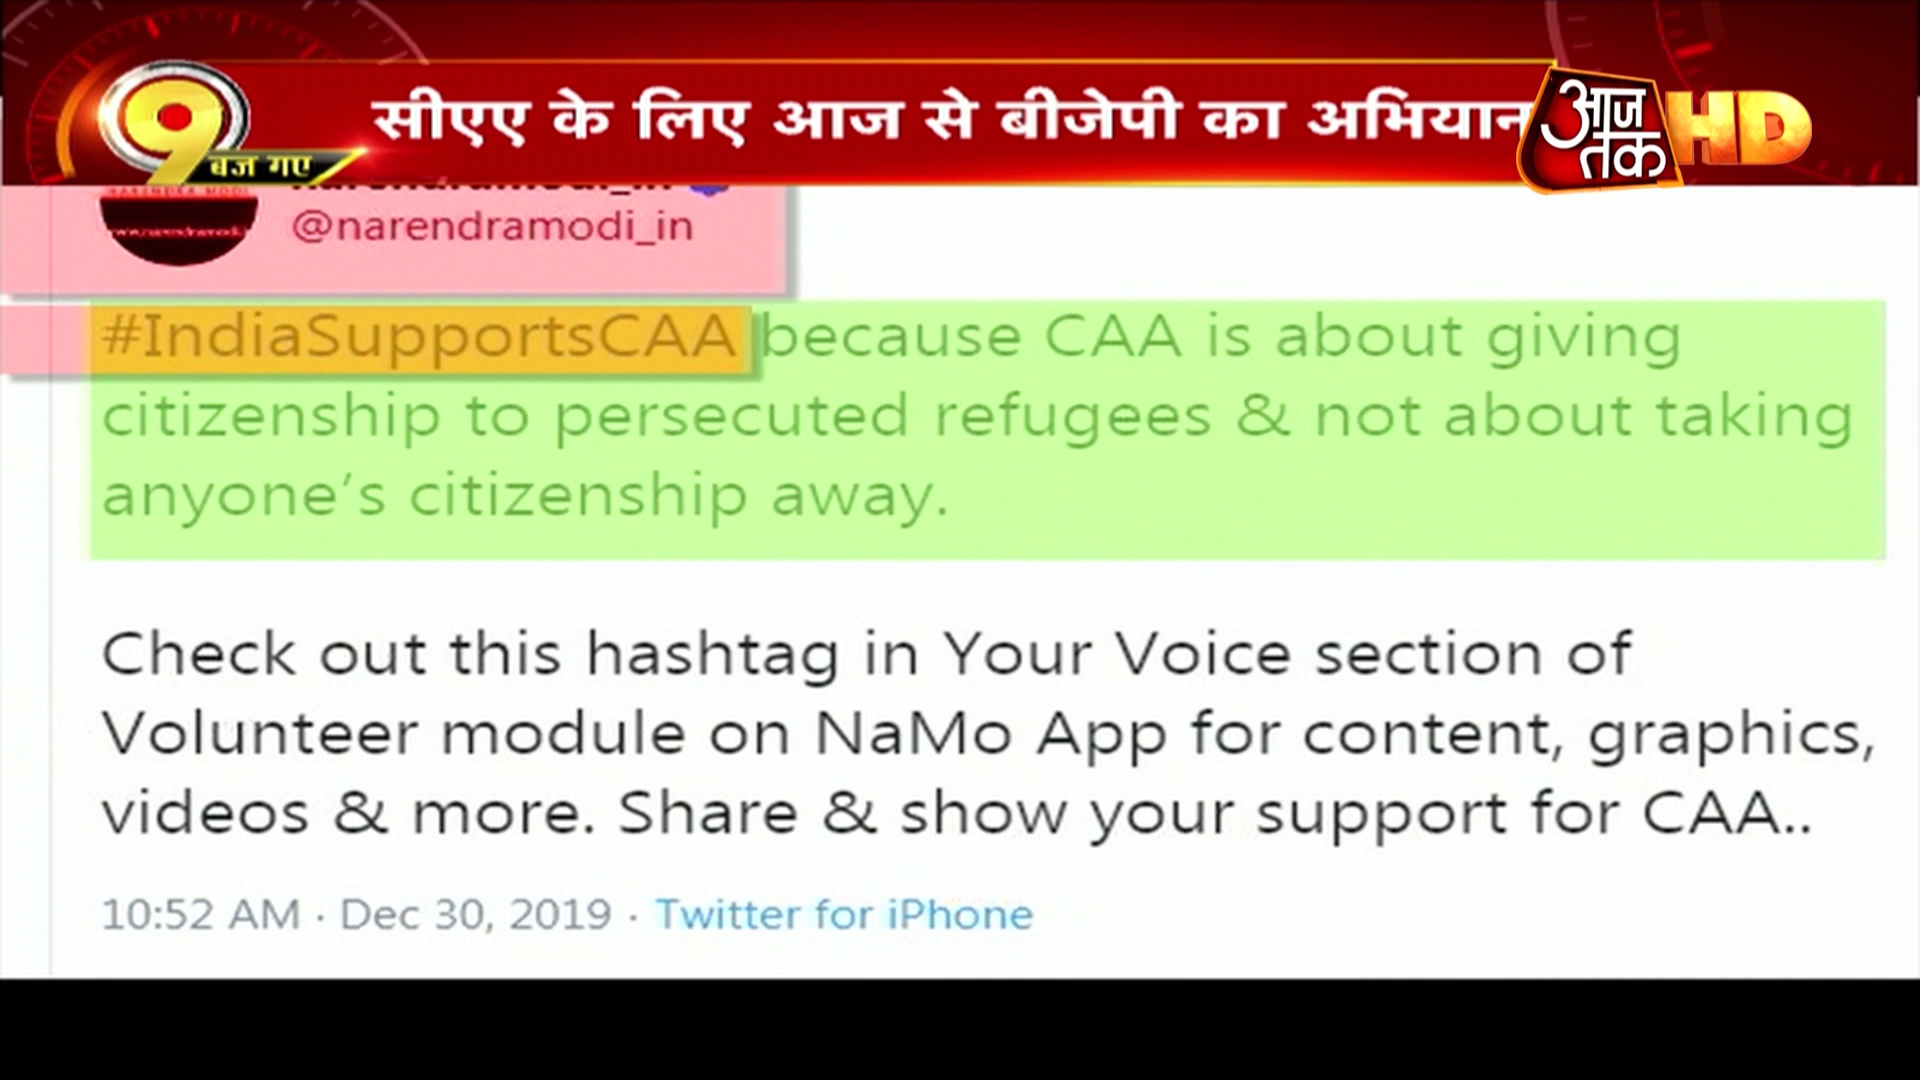 सीएए के लिए आज से बीजेपी का अभियान
9
बज गए
आज
तक
HD
narendramodi_in
@narendramodi_in
#IndiaSupportsCAA because CAA is about giving
citizenship to persecuted refugees & not about taking
anyone’s citizenship away.
Check out this hashtag in Your Voice section of
Volunteer module on NaMo App for content, graphics,
videos & more. Share & show your support for CAA..
10:52 AM · Dec 30, 2019 · Twitter for iPhone